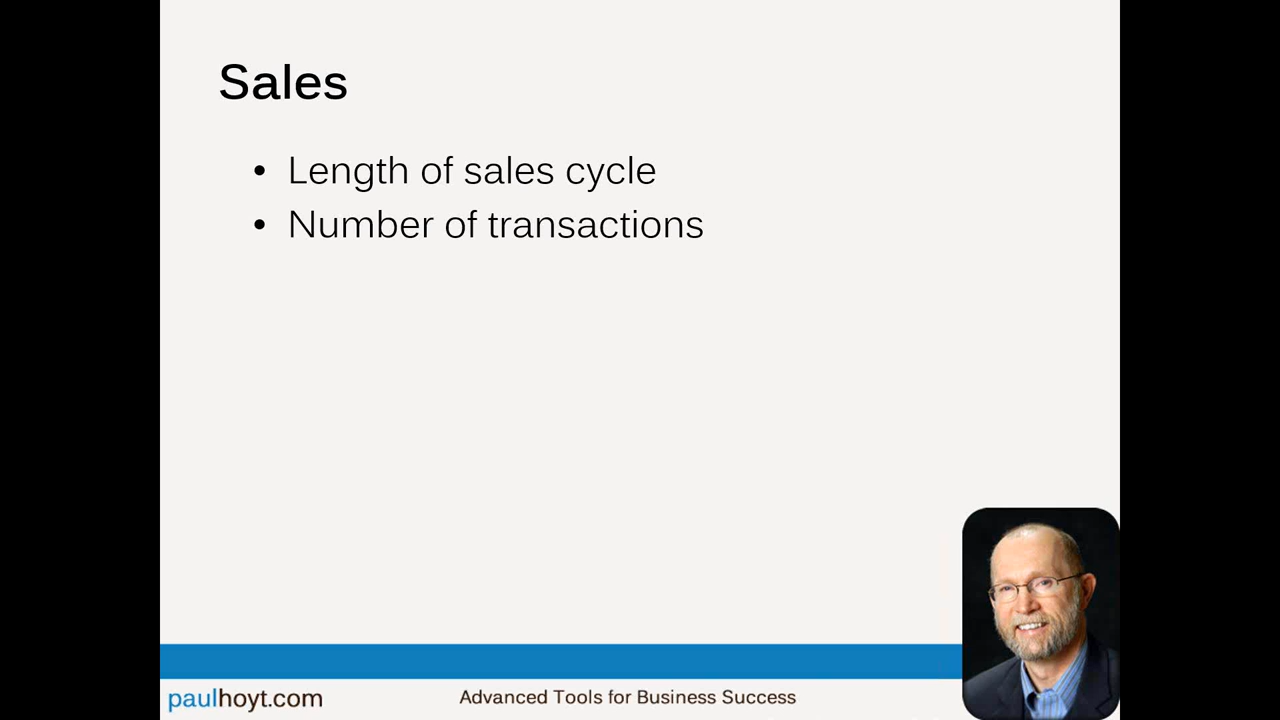 Sales
• Length of sales cycle
• Number of transactions
paulhoyt.com
Advanced Tools for Business Success